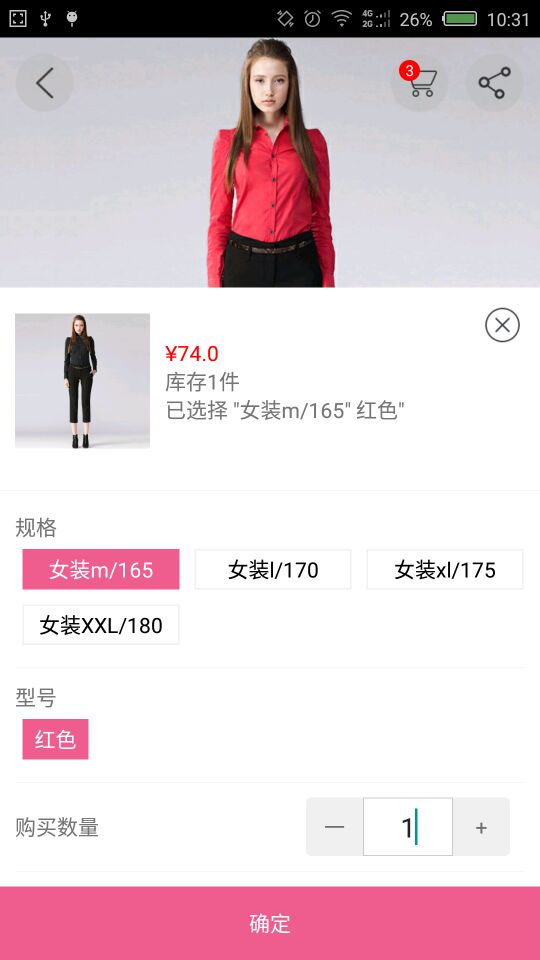 4G
2G
26%
10:31
3
¥74.0
库存1件
已选择 "女装m/165" 红色"
规格
女装m/165 女装l/170 女装xl/175
女装XXL/180
型号
红色
购买数量 — 1 +
确定